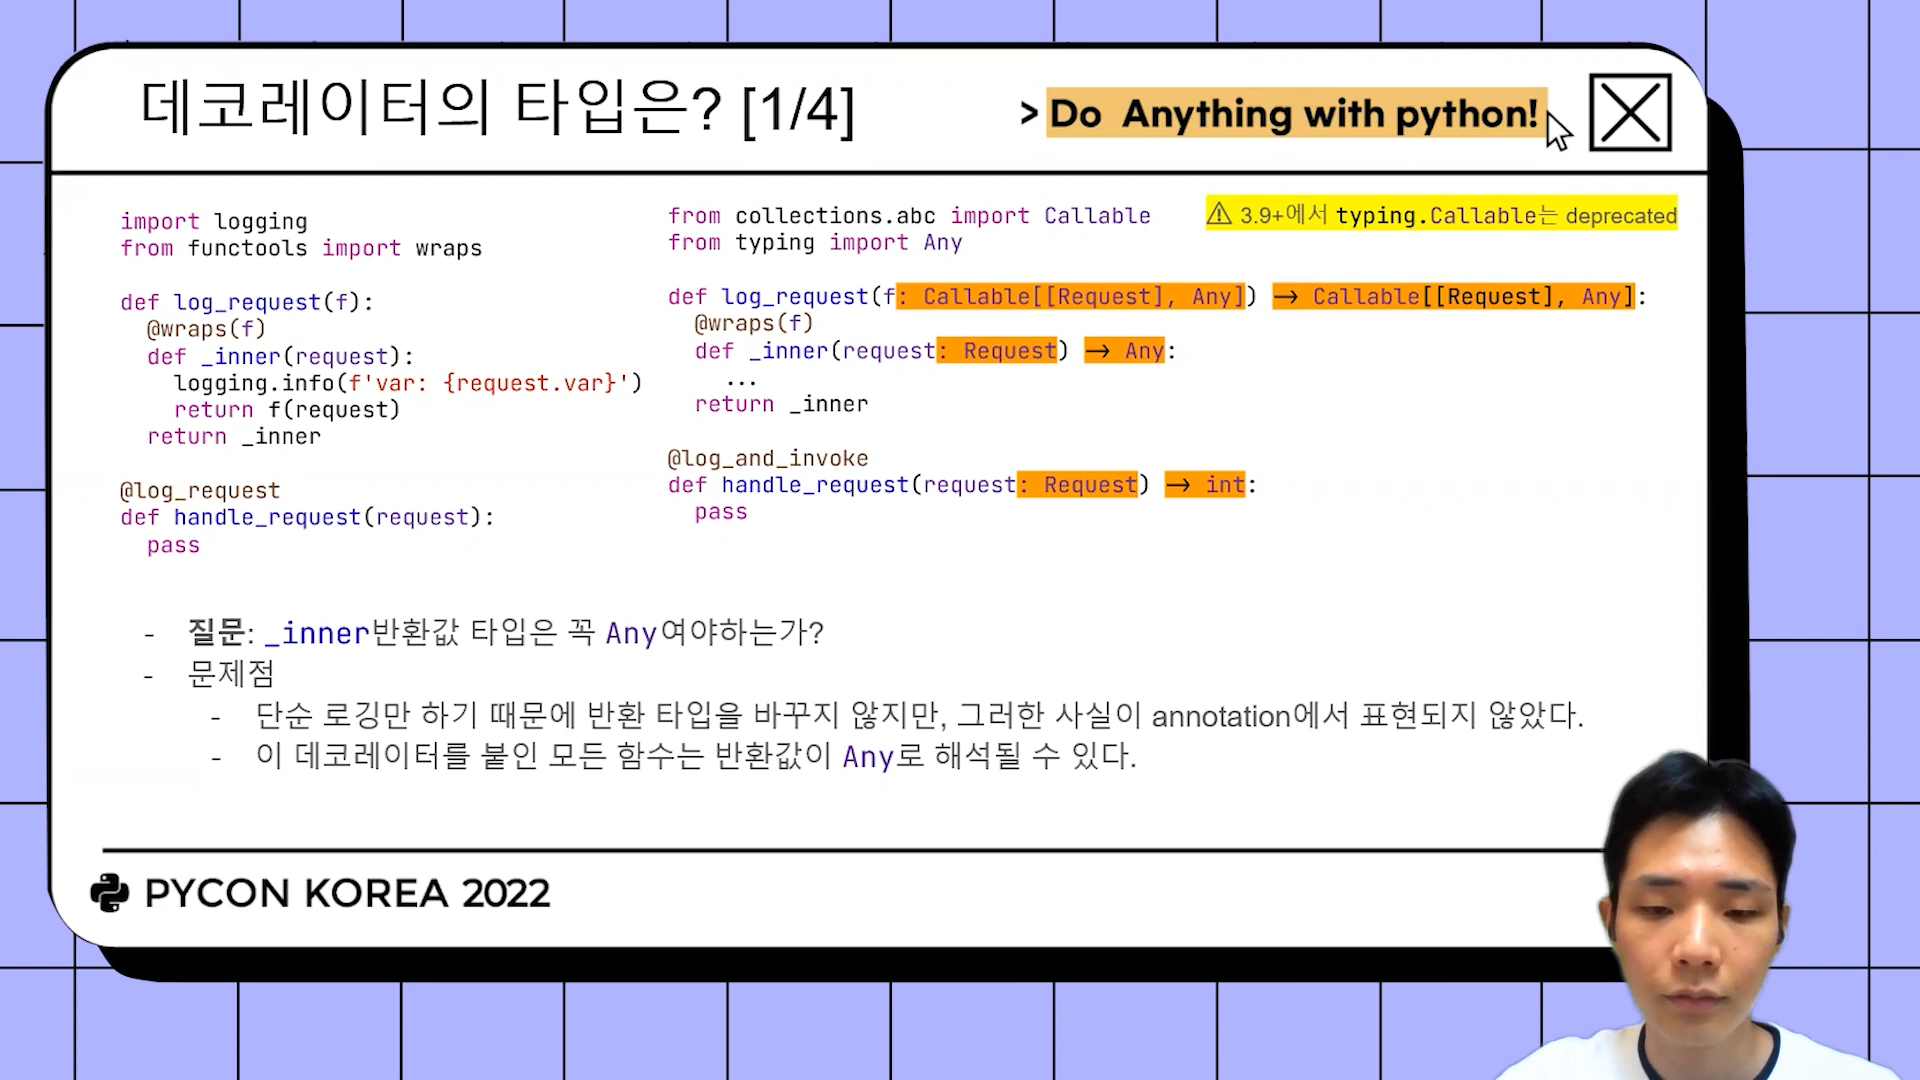 데코레이터의 타입은? [1/4]
> Do Anything with python!
import logging
from functools import wraps
def log_request(f):
@wraps(f)
def _inner(request):
logging.info(f'var: {request.var}')
return f(request)
return _inner
@log_request
def handle_request(request):
pass
from collections.abc import Callable
from typing import Any
⚠ 3.9+에서 typing.Callable는 deprecated
def log_request(f: Callable[[Request], Any]) → Callable[[Request], Any]:
@wraps(f)
def _inner(request: Request) → Any:
...
return _inner
@log_and_invoke
def handle_request(request: Request) → int:
pass
- 질문: _inner반환값 타입은 꼭 Any여야하는가?
- 문제점
- 단순 로깅만 하기 때문에 반환 타입을 바꾸지 않지만, 그러한 사실이 annotation에서 표현되지 않았다.
- 이 데코레이터를 붙인 모든 함수는 반환값이 Any로 해석될 수 있다.
PYCON KOREA 2022